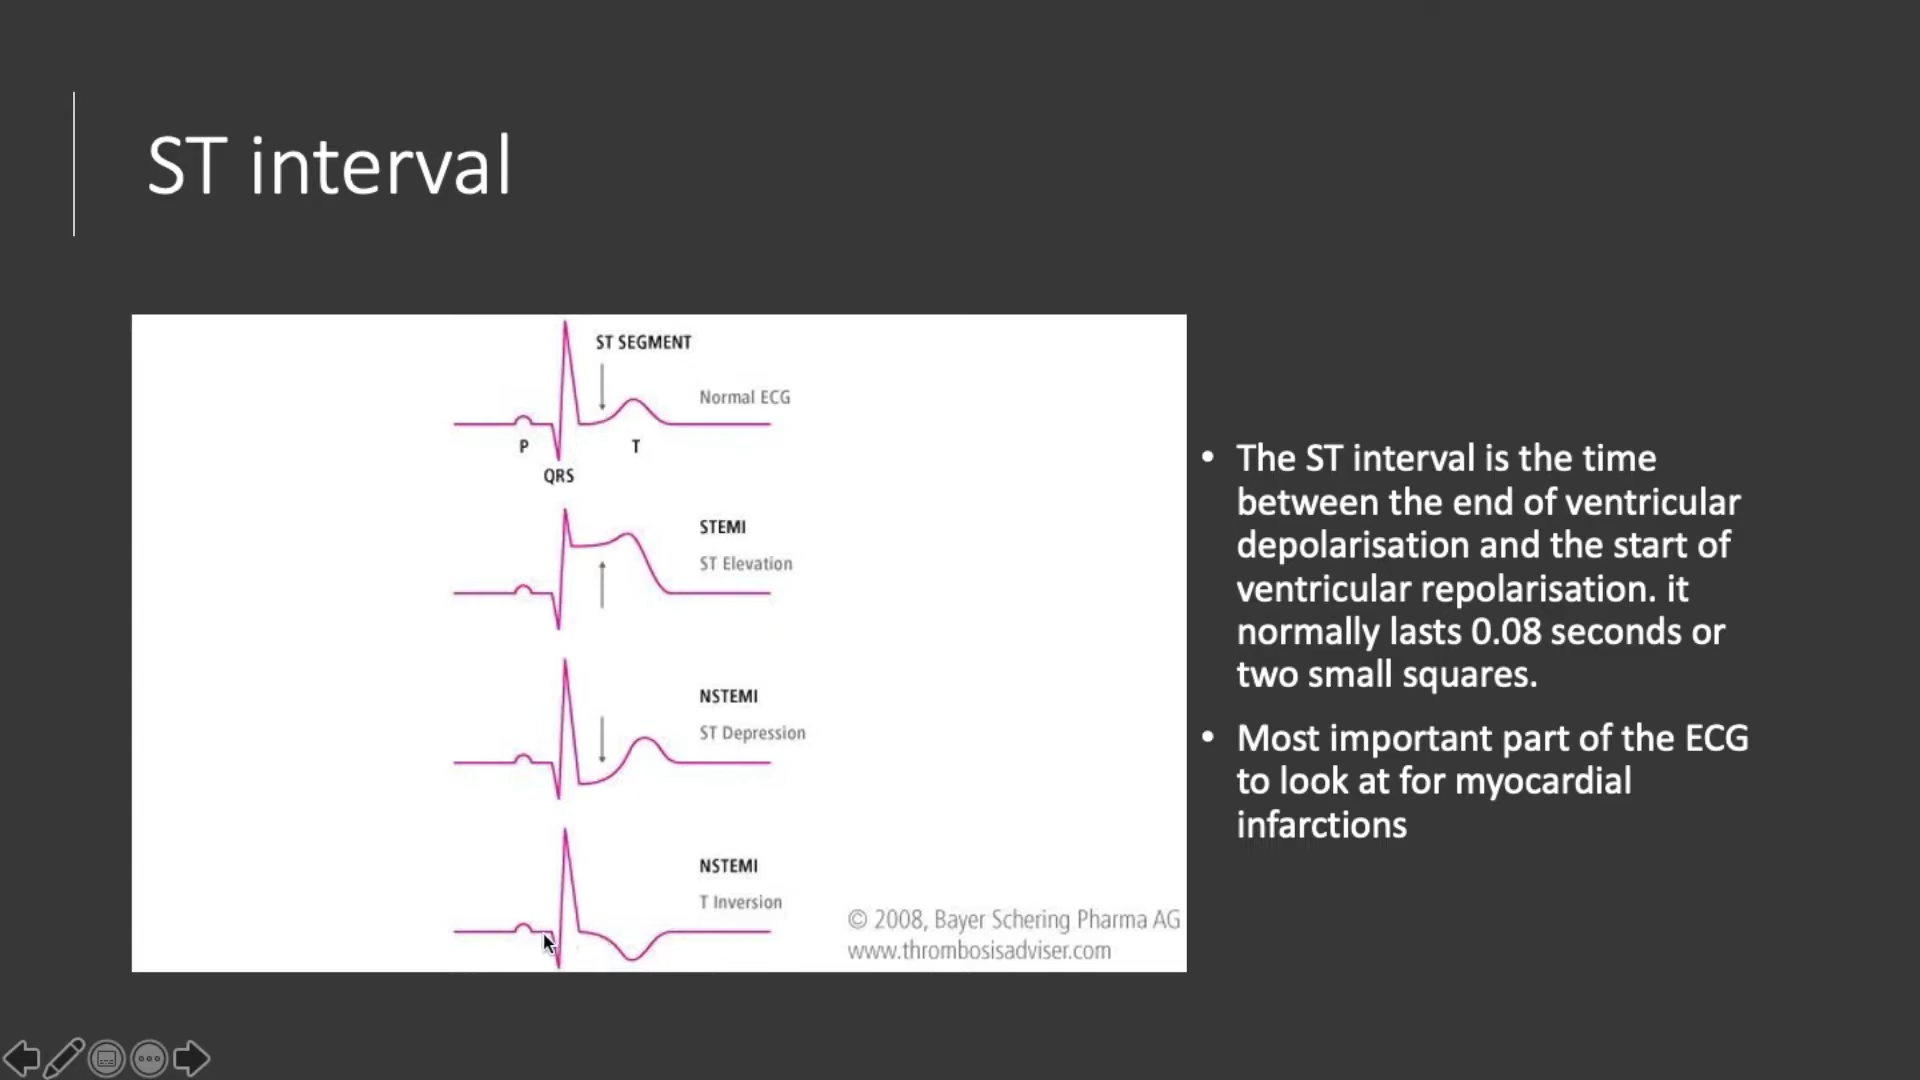 ST interval
ST SEGMENT
Normal ECG
P
T
QRS
STEMI
ST Elevation
NSTEMI
ST Depression
NSTEMI
T Inversion
© 2008, Bayer Schering Pharma AG
www.thrombosisadviser.com
• The ST interval is the time
between the end of ventricular
depolarisation and the start of
ventricular repolarisation. it
normally lasts 0.08 seconds or
two small squares.
• Most important part of the ECG
to look at for myocardial
infarctions